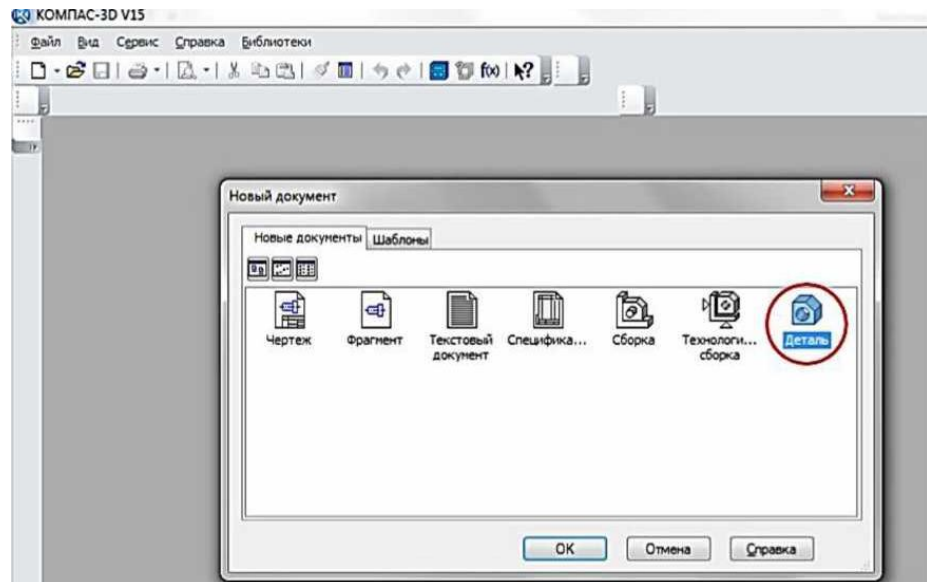 КОМПАС-3D V15
Файл Вид Сервис Справка Библиотеки
f(x)
Новый документ
Новые документы Шаблоны
Чертеж Фрагмент Текстовый документ Специфика... Сборка Технологи... сборка Деталь
OK Отмена Справка